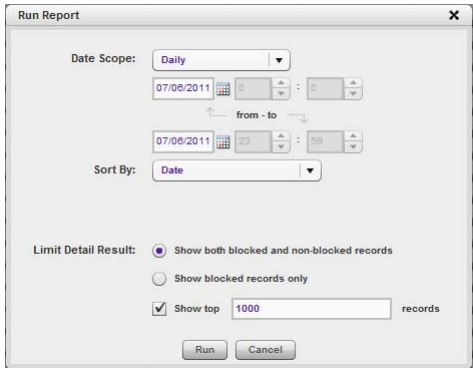 Run Report
Date Scope: Daily
07/06/2011 0 : 0
from - to
07/06/2011 23 : 59
Sort By: Date
Limit Detail Result: Show both blocked and non-blocked records
Show blocked records only
Show top 1000 records
Run Cancel